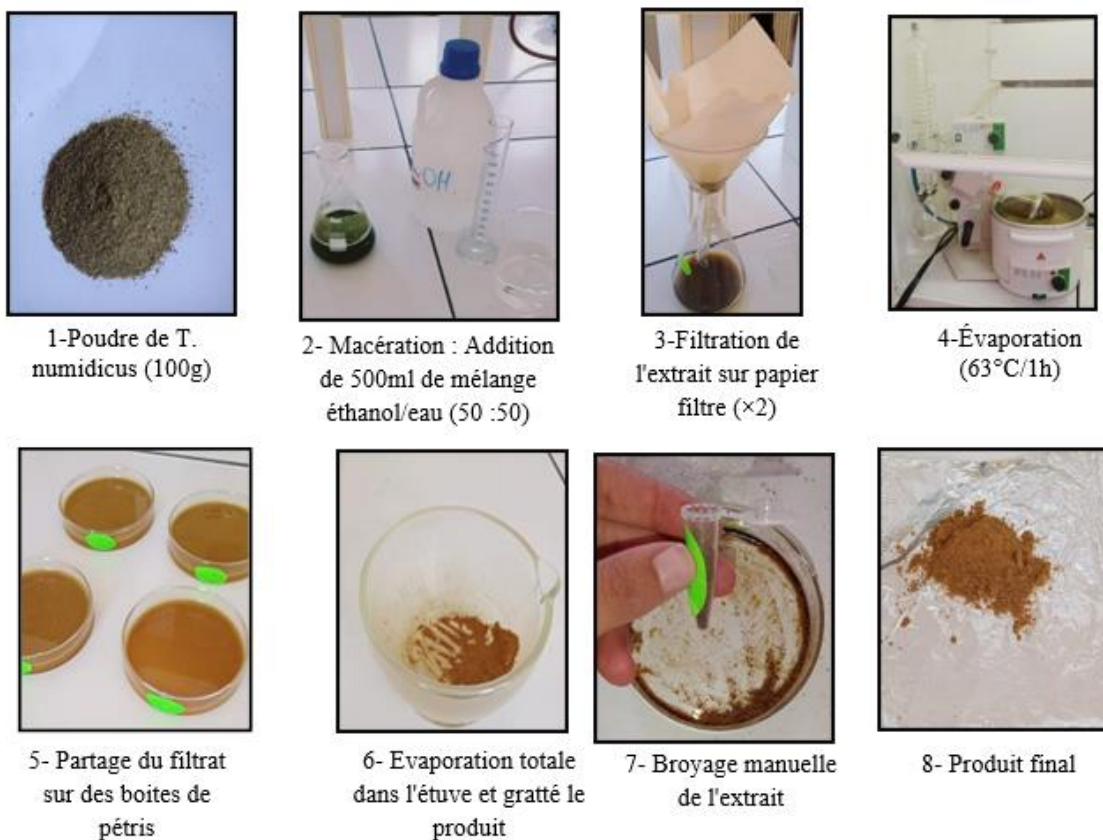 1-Poudre de T.
numidicus (100g)
2- Macération : Addition
de 500ml de mélange
éthanol/eau (50 :50)
3-Filtration de
l'extrait sur papier
filtre (×2)
4-Évaporation
(63°C/1h)
OH
5- Partage du filtrat
sur des boites de
pétris
6- Evaporation totale
dans l'étuve et gratté le
produit
7- Broyage manuelle
de l'extrait
8- Produit final